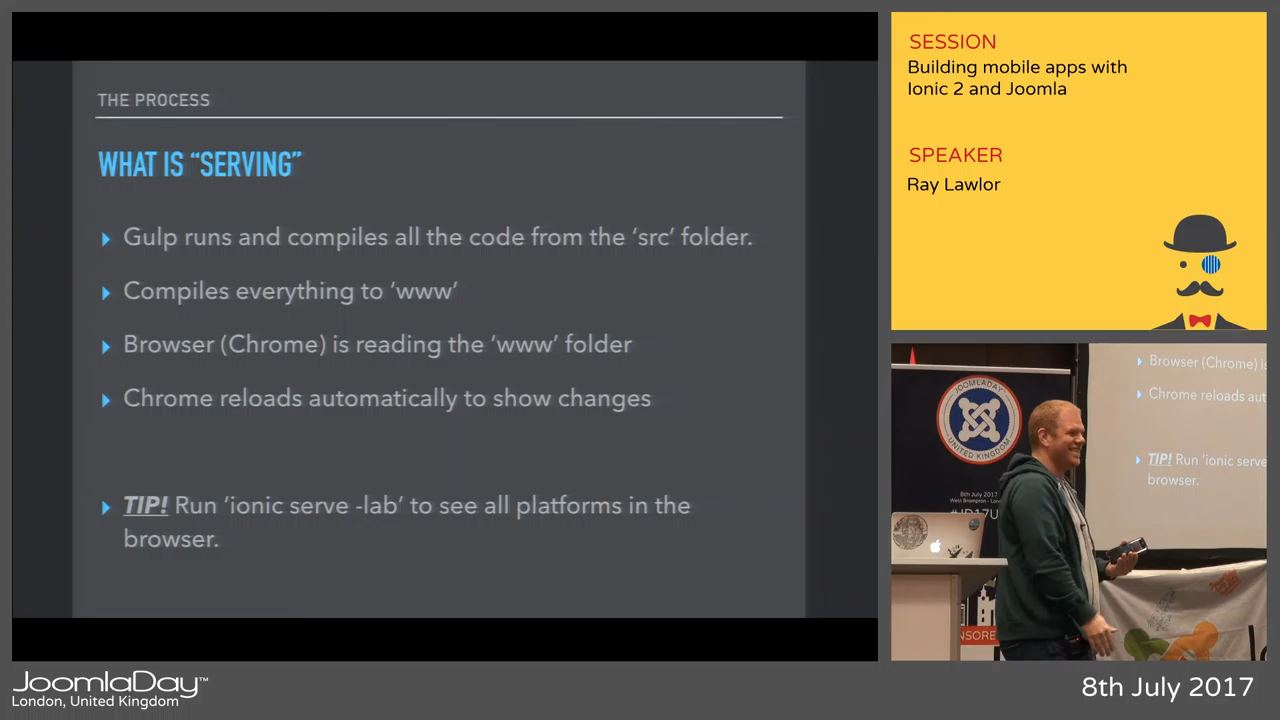 THE PROCESS
WHAT IS “SERVING”
Gulp runs and compiles all the code from the ‘src’ folder.
Compiles everything to ‘www’
Browser (Chrome) is reading the ‘www’ folder
Chrome reloads automatically to show changes
TIP! Run ‘ionic serve -lab’ to see all platforms in the
browser.
SESSION
Building mobile apps with
Ionic 2 and Joomla
SPEAKER
Ray Lawlor
JOOMLADAY
UNITED KINGDOM
8th July 2017
West Brompton - Lon
#JD17U
NSORE
Browser (Chrome) is
Chrome reloads aut
TIP! Run ‘ionic serve
browser.
JoomlaDay™
London, United Kingdom
8th July 2017